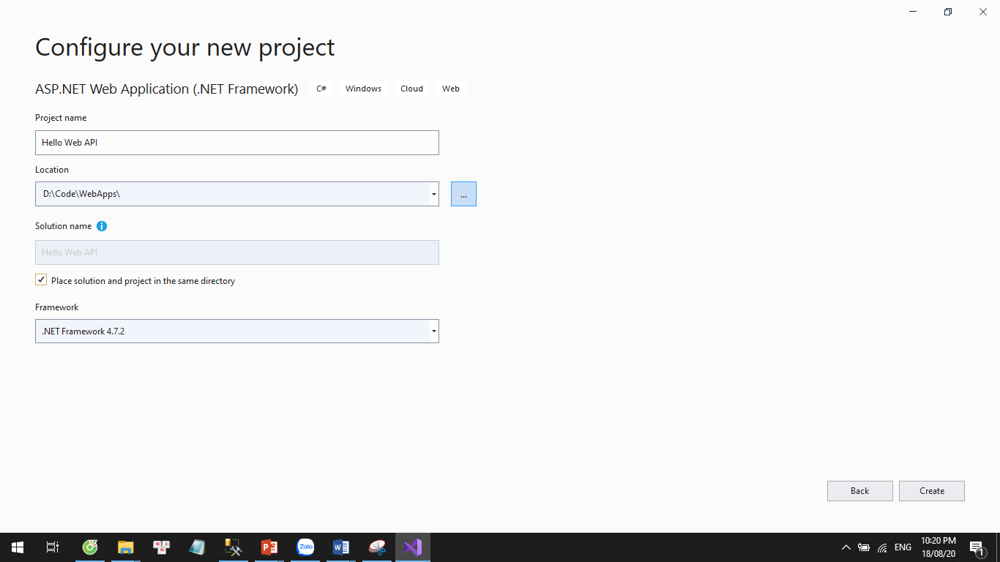 Configure your new project
ASP.NET Web Application (.NET Framework) C# Windows Cloud Web
Project name
Hello Web API
Location
D:\Code\WebApps\
...
Solution name
Hello Web API
Place solution and project in the same directory
Framework
.NET Framework 4.7.2
Back Create
Zalo
ENG
10:20 PM
18/08/20
1